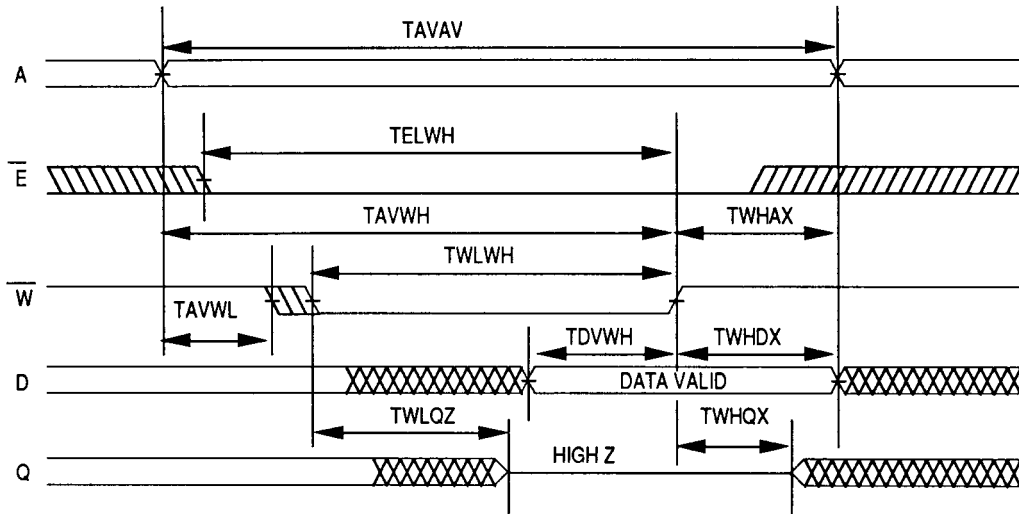 TAVAV
A
TELWH
E
TAVWH
TWHAX
TWLWH
W
TAVWL
TDVWH
TWHDX
D
DATA VALID
TWLQZ
TWHQX
HIGH Z
Q